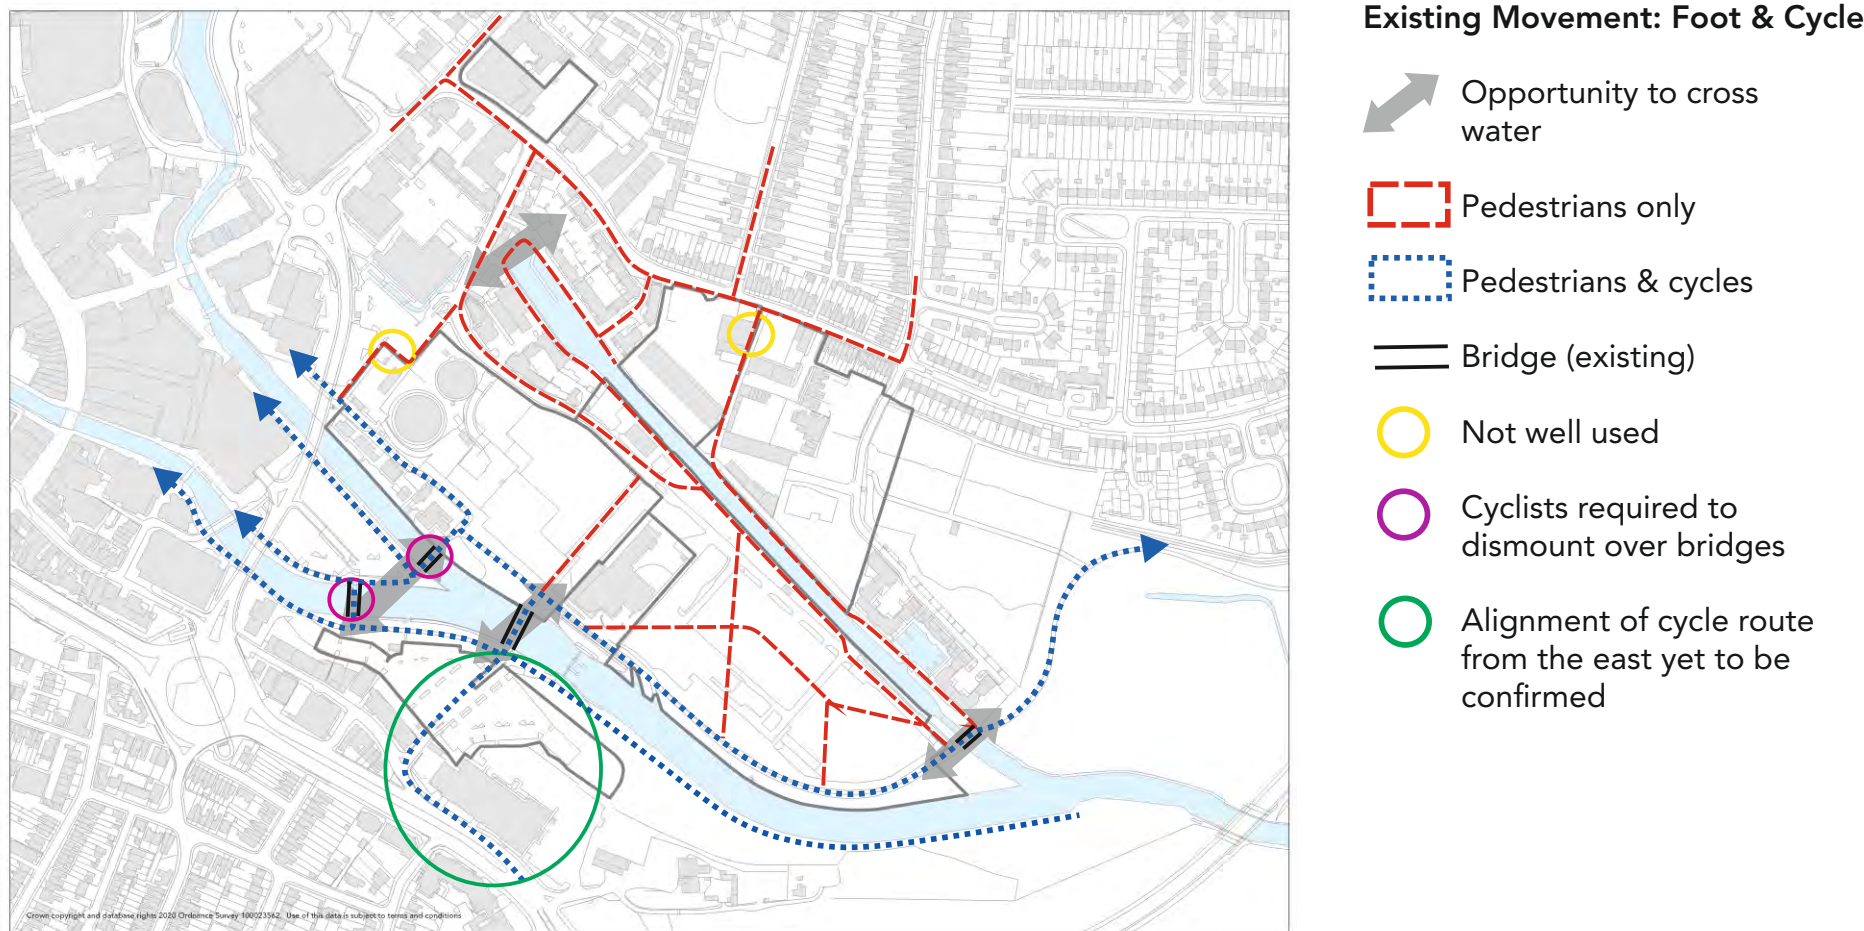 Existing Movement: Foot & Cycle
Opportunity to cross
water
Pedestrians only
Pedestrians & cycles
Bridge (existing)
Not well used
Cyclists required to
dismount over bridges
Alignment of cycle route
from the east yet to be
confirmed
Crown copyright and database rights 2020 Ordnance Survey 100023562. Use of this data is subject to terms and conditions